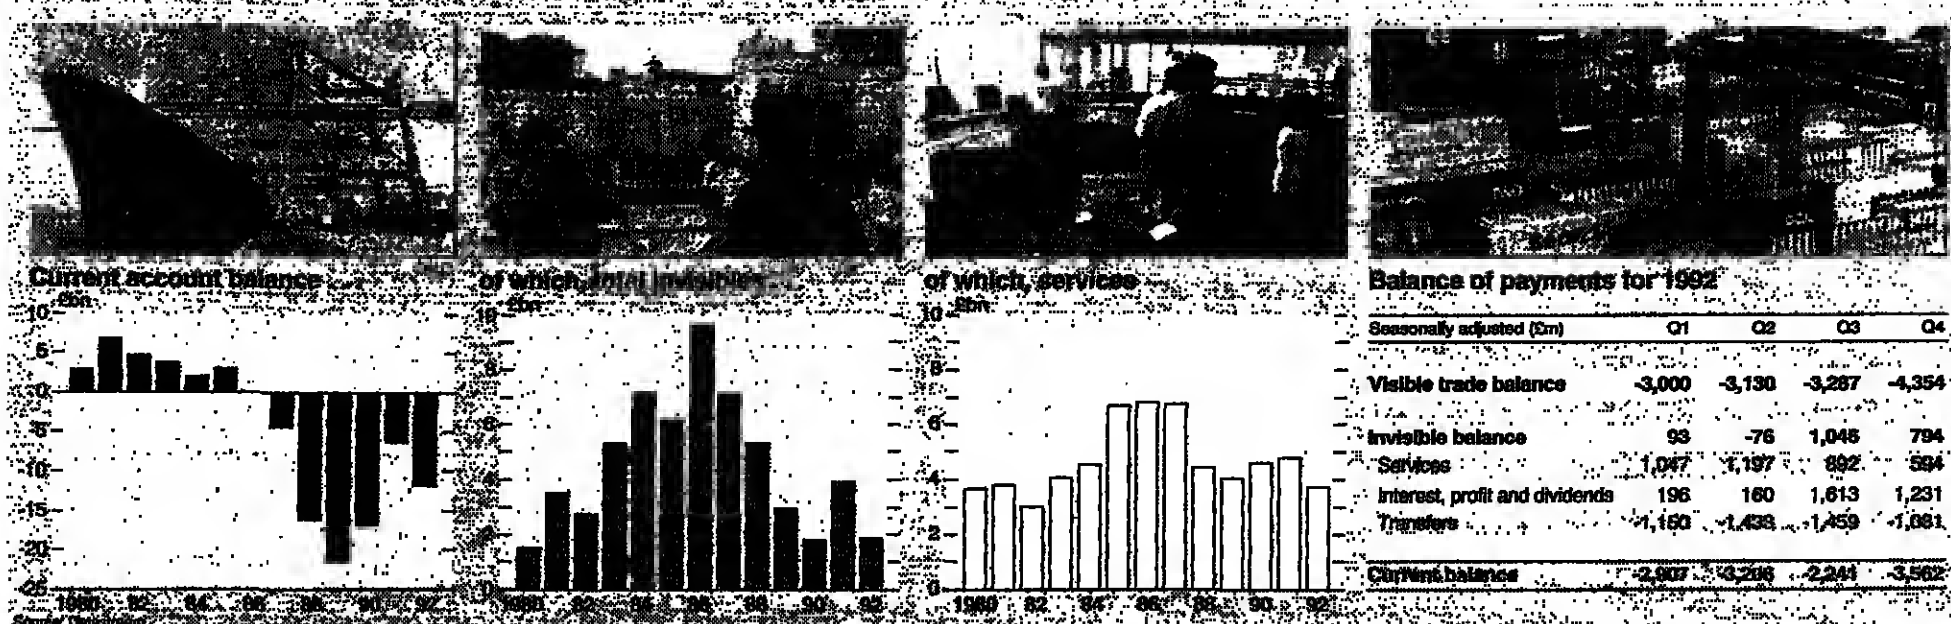 Current account balance
£bn
10
5
0
-5
-10
-15
-20
-25
1980 82 84 86 88 90 92
Source:
of which, total invisibles
£bn
10
8
6
4
2
0
1980 82 84 86 88 90 92
of which, services
£bn
10
8
6
4
2
0
1980 82 84 86 88 90 92
Balance of payments for 1992
Seasonally adjusted (£m) Q1 Q2 Q3 Q4
Visible trade balance -3,000 -3,130 -3,287 -4,354
Invisible balance 93 -76 1,046 794
Services 1,047 1,197 892 594
Interest, profit and dividends 196 160 1,613 1,231
Transfers -1,150 -1,433 -1,459 -1,081
Current balance -2,907 -3,206 -2,241 -3,562